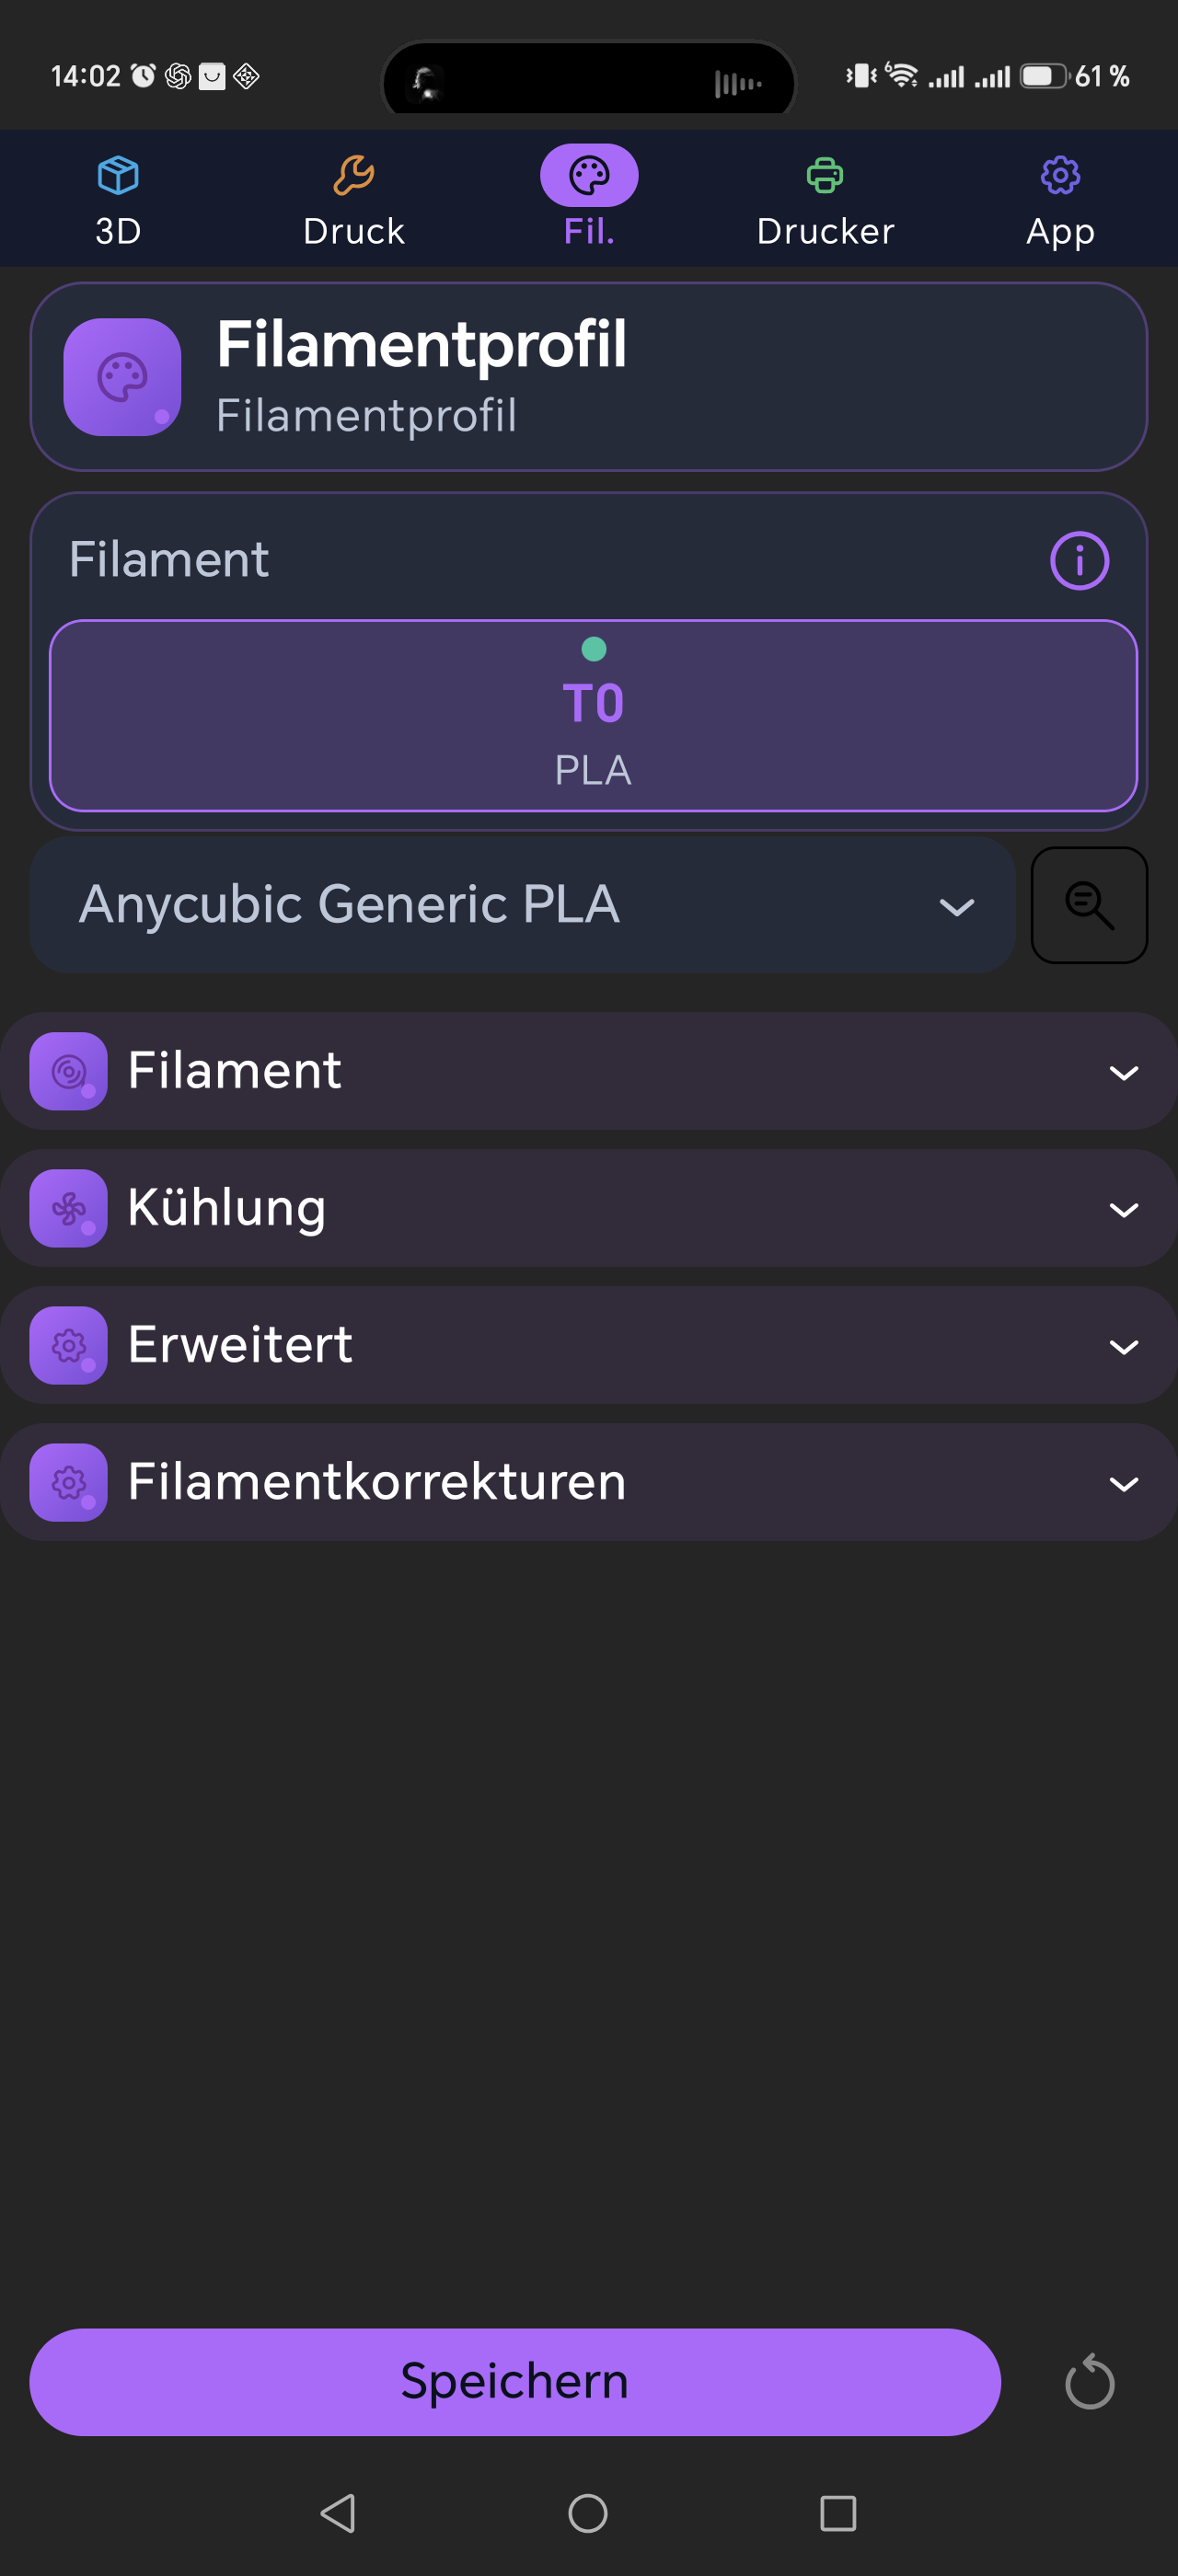 14:02
6
61 %
3D
Druck
Fil.
Drucker
App
Filamentprofil
Filamentprofil
Filament
T0
PLA
Anycubic Generic PLA
Filament
Kühlung
Erweitert
Filamentkorrekturen
Speichern